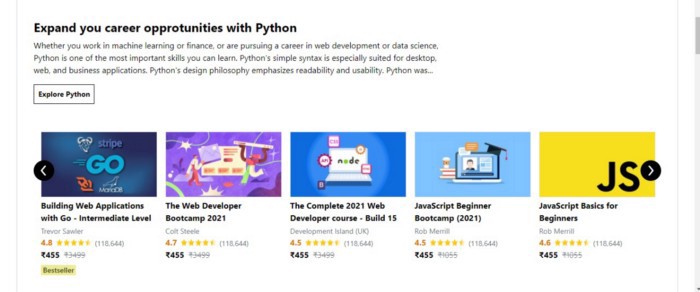 Expand you career opprotunities with Python
Whether you work in machine learning or finance, or are pursuing a career in web development or data science,
Python is one of the most important skills you can learn. Python's simple syntax is especially suited for desktop,
web, and business applications. Python's design philosophy emphasizes readability and usability. Python was...
Explore Python
stripe
GO
MariaDB
CSS
API
node
JS
Building Web Applications
with Go - Intermediate Level
Trevor Sawler
4.8 (118,644)
₹455 ₹3499
Bestseller
The Web Developer
Bootcamp 2021
Colt Steele
4.7 (118,644)
₹455 ₹3499
The Complete 2021 Web
Developer course - Build 15
Development Island (UK)
4.5 (118,644)
₹455 ₹3499
JavaScript Beginner
Bootcamp (2021)
Rob Merrill
4.5 (118,644)
₹455 ₹1055
JavaScript Basics for
Beginners
Rob Merrill
4.6 (118,644)
₹455 ₹1055